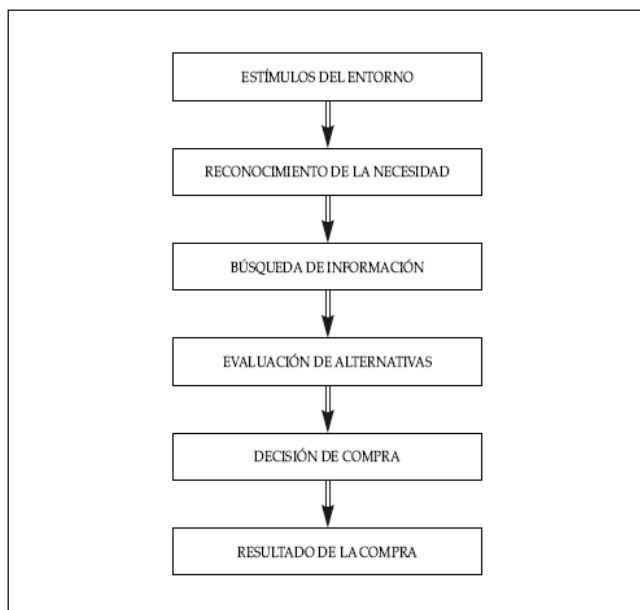 ESTÍMULOS DEL ENTORNO
RECONOCIMIENTO DE LA NECESIDAD
BÚSQUEDA DE INFORMACIÓN
EVALUACIÓN DE ALTERNATIVAS
DECISIÓN DE COMPRA
RESULTADO DE LA COMPRA